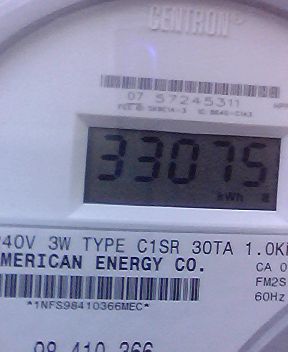 CENTRON®
07 57245311
33075
kWh
240V 3W TYPE C1SR 30TA 1.0K
MERICAN ENERGY CO.
CA 0
FM2S
60Hz
*1NFS98410366MEC*
98 410 366